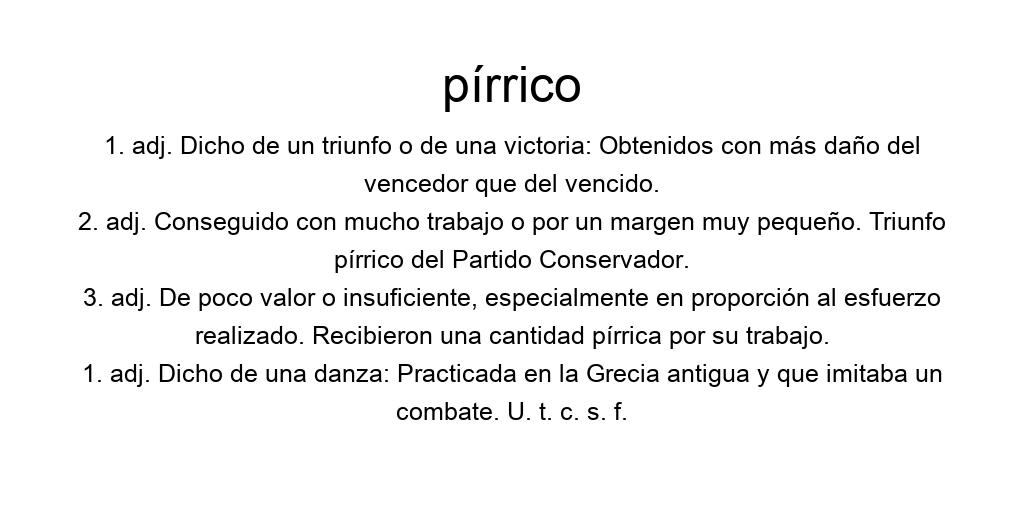 pírrico
1. adj. Dicho de un triunfo o de una victoria: Obtenidos con más daño del
vencedor que del vencido.
2. adj. Conseguido con mucho trabajo o por un margen muy pequeño. Triunfo
pírrico del Partido Conservador.
3. adj. De poco valor o insuficiente, especialmente en proporción al esfuerzo
realizado. Recibieron una cantidad pírrica por su trabajo.
1. adj. Dicho de una danza: Practicada en la Grecia antigua y que imitaba un
combate. U. t. c. s. f.